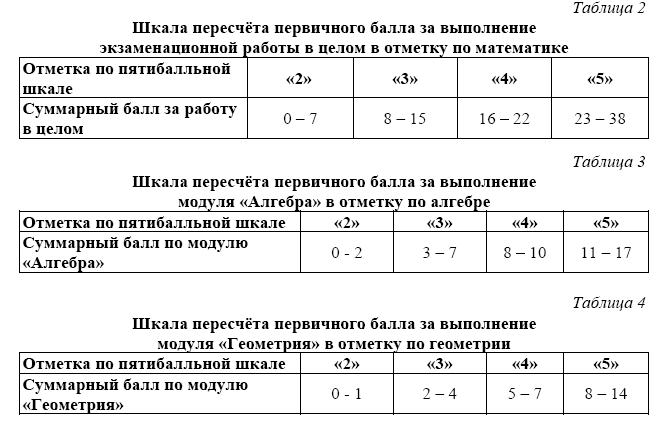 Таблица 2
Шкала пересчёта первичного балла за выполнение
экзаменационной работы в целом в отметку по математике
Отметка по пятибалльной шкале «2» «3» «4» «5»
Суммарный балл за работу в целом 0 – 7 8 – 15 16 – 22 23 – 38
Таблица 3
Шкала пересчёта первичного балла за выполнение
модуля «Алгебра» в отметку по алгебре
Отметка по пятибалльной шкале «2» «3» «4» «5»
Суммарный балл по модулю «Алгебра» 0 - 2 3 – 7 8 – 10 11 – 17
Таблица 4
Шкала пересчёта первичного балла за выполнение
модуля «Геометрия» в отметку по геометрии
Отметка по пятибалльной шкале «2» «3» «4» «5»
Суммарный балл по модулю «Геометрия» 0 - 1 2 – 4 5 – 7 8 – 14